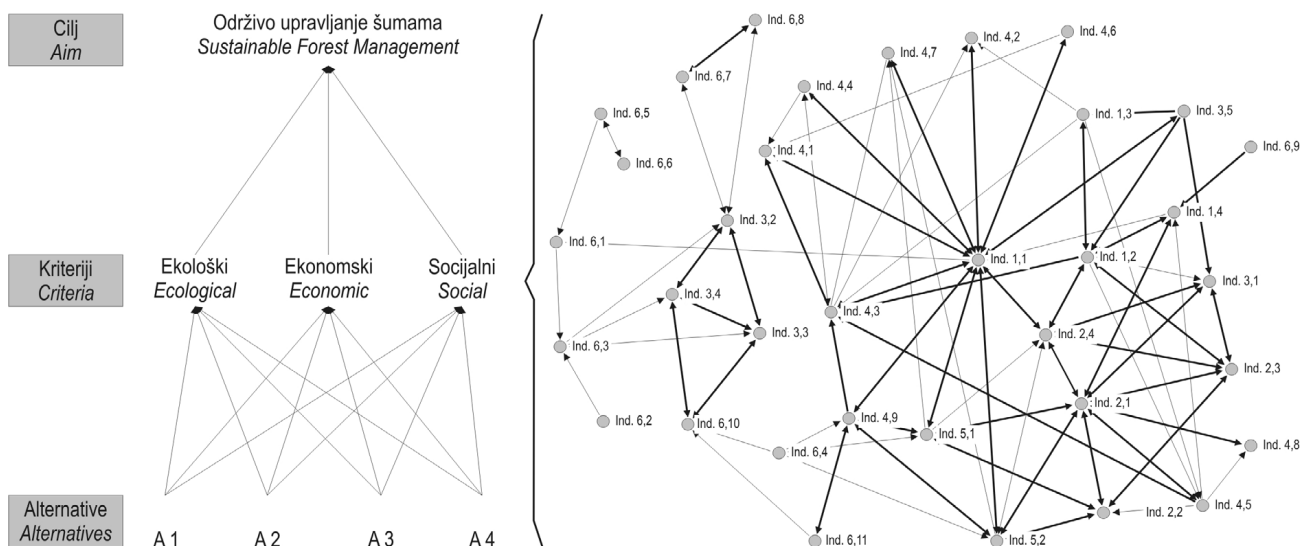 Cilj
Aim
Održivo upravljanje šumama
Sustainable Forest Management
Kriteriji
Criteria
Ekološki
Ecological
Ekonomski
Economic
Socijalni
Social
Alternative
Alternatives
A 1
A 2
A 3
A 4
Ind. 6,8
Ind. 4,2
Ind. 4,6
Ind. 4,7
Ind. 6,7
Ind. 4,4
Ind. 6,5
Ind. 1,3
Ind. 3,5
Ind. 6,9
Ind. 4,1
Ind. 6,6
Ind. 1,4
Ind. 3,2
Ind. 6,1
Ind. 1,1
Ind. 1,2
Ind. 3,1
Ind. 3,4
Ind. 4,3
Ind. 3,3
Ind. 2,4
Ind. 6,3
Ind. 2,3
Ind. 2,1
Ind. 6,2
Ind. 6,10
Ind. 4,9
Ind. 5,1
Ind. 4,8
Ind. 6,4
Ind. 4,5
Ind. 2,2
Ind. 6,11
Ind. 5,2